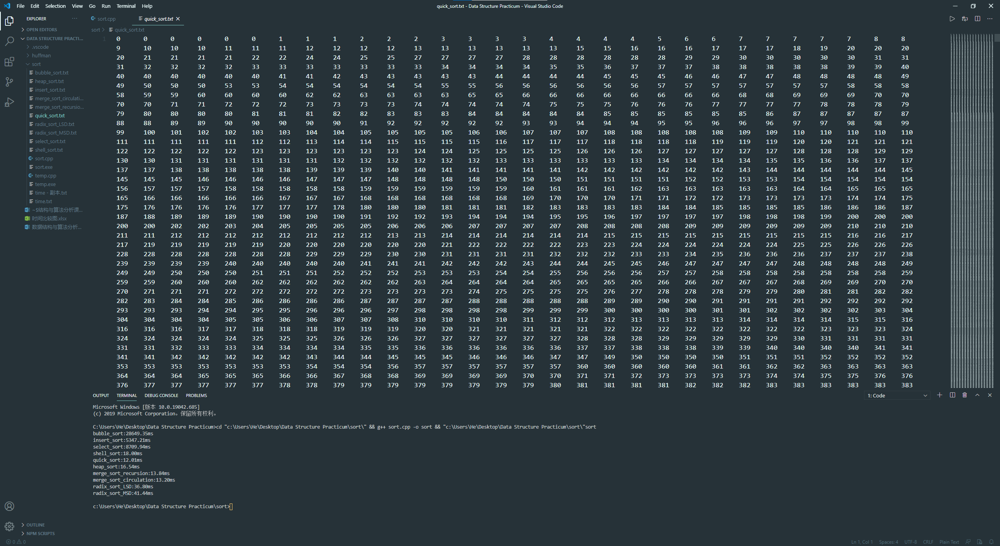 File Edit Selection View Go Run Terminal Help
quick_sort.txt - Data Structure Practicum - Visual Studio Code
EXPLORER ···
OPEN EDITORS
DATA STRUCTURE PRACTI...
.vscode
huffman
sort
bubble_sort.txt
heap_sort.txt
insert_sort.txt
merge_sort_circulati...
merge_sort_recursio...
quick_sort.txt
radix_sort_LSD.txt
radix_sort_MSD.txt
select_sort.txt
shell_sort.txt
sort.cpp
sort.exe
temp.cpp
temp.exe
time - 副本.txt
time.txt
~$结构与算法分析课...
时间比较图.xlsx
数据结构与算法分析...
OUTLINE
NPM SCRIPTS
sort.cpp quick_sort.txt
sort > quick_sort.txt
1 0 0 0 0 0 0 1 1 1 2 2 2 3 3 3 3 4 4 4 4 5 6 6 7 7 7 7 7 8 8
9 10 10 10 11 11 11 12 12 12 12 13 13 13 13 13 13 15 15 16 16 16 17 17 17 18 19 20 20 20
20 21 21 21 21 22 22 24 24 25 25 27 27 27 27 28 28 28 28 28 28 29 29 30 30 30 30 30 31 31
31 32 32 32 32 33 33 33 33 33 33 33 34 34 34 34 35 35 36 37 37 37 38 38 38 38 38 39 39 40
40 40 40 40 40 40 41 41 42 43 43 43 43 43 44 44 44 44 45 45 45 46 46 47 47 48 48 48 48 49
49 50 50 50 53 53 54 54 54 54 54 54 55 55 56 56 56 56 56 56 57 57 57 57 57 57 57 58 58 58
58 59 59 60 60 60 60 62 62 63 63 63 63 65 65 66 66 66 66 66 66 66 66 68 68 69 69 69 70 70
70 70 71 71 72 72 72 73 73 73 73 74 74 74 74 74 75 75 75 76 76 76 77 77 77 77 78 78 78 79
79 80 80 80 80 81 81 81 82 82 83 83 83 84 84 84 84 84 85 85 85 85 85 85 86 87 87 87 87 87
88 88 89 89 90 90 90 90 90 91 92 92 92 92 92 93 93 94 94 94 95 95 96 96 96 97 97 98 98 99
99 100 101 102 102 103 103 104 104 105 105 105 105 106 106 107 107 107 108 108 108 108 108 109 109 110 110 110 110 110
111 111 111 111 111 112 112 113 114 114 115 115 115 115 116 117 117 117 118 118 118 118 119 119 119 120 120 121 121 121
122 122 122 122 122 123 123 123 123 123 123 124 124 125 125 125 125 126 126 126 127 127 127 127 127 128 128 128 129 129
130 130 131 131 131 131 131 131 132 132 132 132 132 132 133 133 133 133 133 133 134 134 134 134 135 135 136 136 137 137
137 137 138 138 138 138 138 139 139 139 140 140 141 141 141 141 141 142 142 142 142 142 142 143 144 144 144 144 144 145
145 145 145 146 146 146 146 147 147 147 148 148 148 148 150 150 150 151 151 151 151 152 152 153 153 154 154 154 154 154
156 157 157 157 158 158 158 158 158 159 159 159 159 159 159 160 161 161 161 162 163 163 163 163 163 164 164 165 165 165
165 166 166 166 166 166 167 167 167 168 168 168 168 168 168 169 170 170 170 171 171 172 172 173 173 173 173 174 174 175
175 176 176 176 176 177 177 177 178 180 180 180 181 181 181 182 183 183 183 183 184 184 185 185 185 185 186 186 186 187
187 188 189 189 189 190 190 190 190 191 192 192 193 194 194 194 195 195 196 197 197 197 197 198 198 198 199 200 200 200
200 200 202 202 203 204 205 205 205 205 206 206 206 207 207 207 207 208 208 208 208 209 209 209 209 209 209 210 210 210
211 211 212 212 212 212 212 212 212 212 213 213 214 214 214 214 214 214 215 215 215 215 215 215 215 215 215 216 216 217
217 219 219 219 219 219 220 220 220 220 220 220 221 222 222 222 222 223 223 224 224 224 224 224 224 225 225 226 226 226
228 228 228 228 228 228 228 229 229 229 230 230 231 231 231 231 232 232 232 233 233 234 235 236 236 236 237 237 237 238
239 239 239 239 240 240 240 240 240 241 241 241 242 242 242 243 244 244 245 245 246 247 247 247 247 248 248 248 248 249
249 249 250 250 250 251 251 251 252 252 252 253 253 253 254 254 255 256 256 256 257 257 258 258 258 258 258 258 258 259
259 259 260 260 260 262 262 262 262 262 262 263 264 264 264 264 265 265 265 265 266 266 267 267 267 268 269 269 270 270
270 271 271 271 272 272 272 272 272 273 273 273 273 274 275 275 275 275 276 277 278 278 278 279 279 280 281 281 282 282
282 283 284 284 285 286 286 286 286 287 287 287 287 288 288 288 288 288 289 289 290 290 291 291 291 291 292 292 292 292
293 293 293 294 294 295 295 296 296 296 297 298 298 298 298 299 299 299 300 300 300 300 301 301 302 302 302 302 303 304
304 304 304 304 305 305 306 306 307 307 308 310 310 310 310 311 312 312 312 313 313 313 313 314 314 314 314 315 315 316
316 316 316 317 317 318 318 318 319 319 319 320 320 321 321 321 321 321 322 322 322 322 322 322 322 322 323 323 323 324
324 324 324 324 324 325 325 325 326 326 326 327 327 327 327 327 327 328 328 328 329 329 329 329 329 330 331 331 331 331
331 331 332 333 333 334 334 334 334 335 335 336 336 336 336 336 336 337 337 338 338 338 339 339 340 340 340 340 341 341
341 341 342 342 342 342 342 343 344 344 345 345 345 346 346 346 347 347 349 350 350 350 350 351 351 351 352 352 352 352
353 353 353 353 353 353 353 354 354 354 356 357 357 357 357 357 357 360 360 360 360 360 361 361 362 362 363 363 363 363
364 364 364 365 365 365 366 366 367 368 368 369 369 369 369 370 370 371 371 372 373 373 373 373 374 374 375 375 376 376
376 377 377 377 377 377 378 378 379 379 379 379 379 379 379 379 380 381 381 381 381 382 382 382 383 383 383 383 383 383
OUTPUT TERMINAL DEBUG CONSOLE PROBLEMS 1: Code
Microsoft Windows [版本 10.0.19042.685]
(c) 2019 Microsoft Corporation。保留所有权利。
C:\Users\He\Desktop\Data Structure Practicum>cd "c:\Users\He\Desktop\Data Structure Practicum\sort\" && g++ sort.cpp -o sort && "c:\Users\He\Desktop\Data Structure Practicum\sort\"sort
bubble_sort:28649.35ms
insert_sort:5347.21ms
select_sort:8709.94ms
shell_sort:18.00ms
quick_sort:12.01ms
heap_sort:16.54ms
merge_sort_recursion:13.84ms
merge_sort_circulation:13.20ms
radix_sort_LSD:36.80ms
radix_sort_MSD:41.44ms
c:\Users\He\Desktop\Data Structure Practicum\sort>
0 0 Ln 1, Col 1 Spaces: 4 UTF-8 CRLF Plain Text